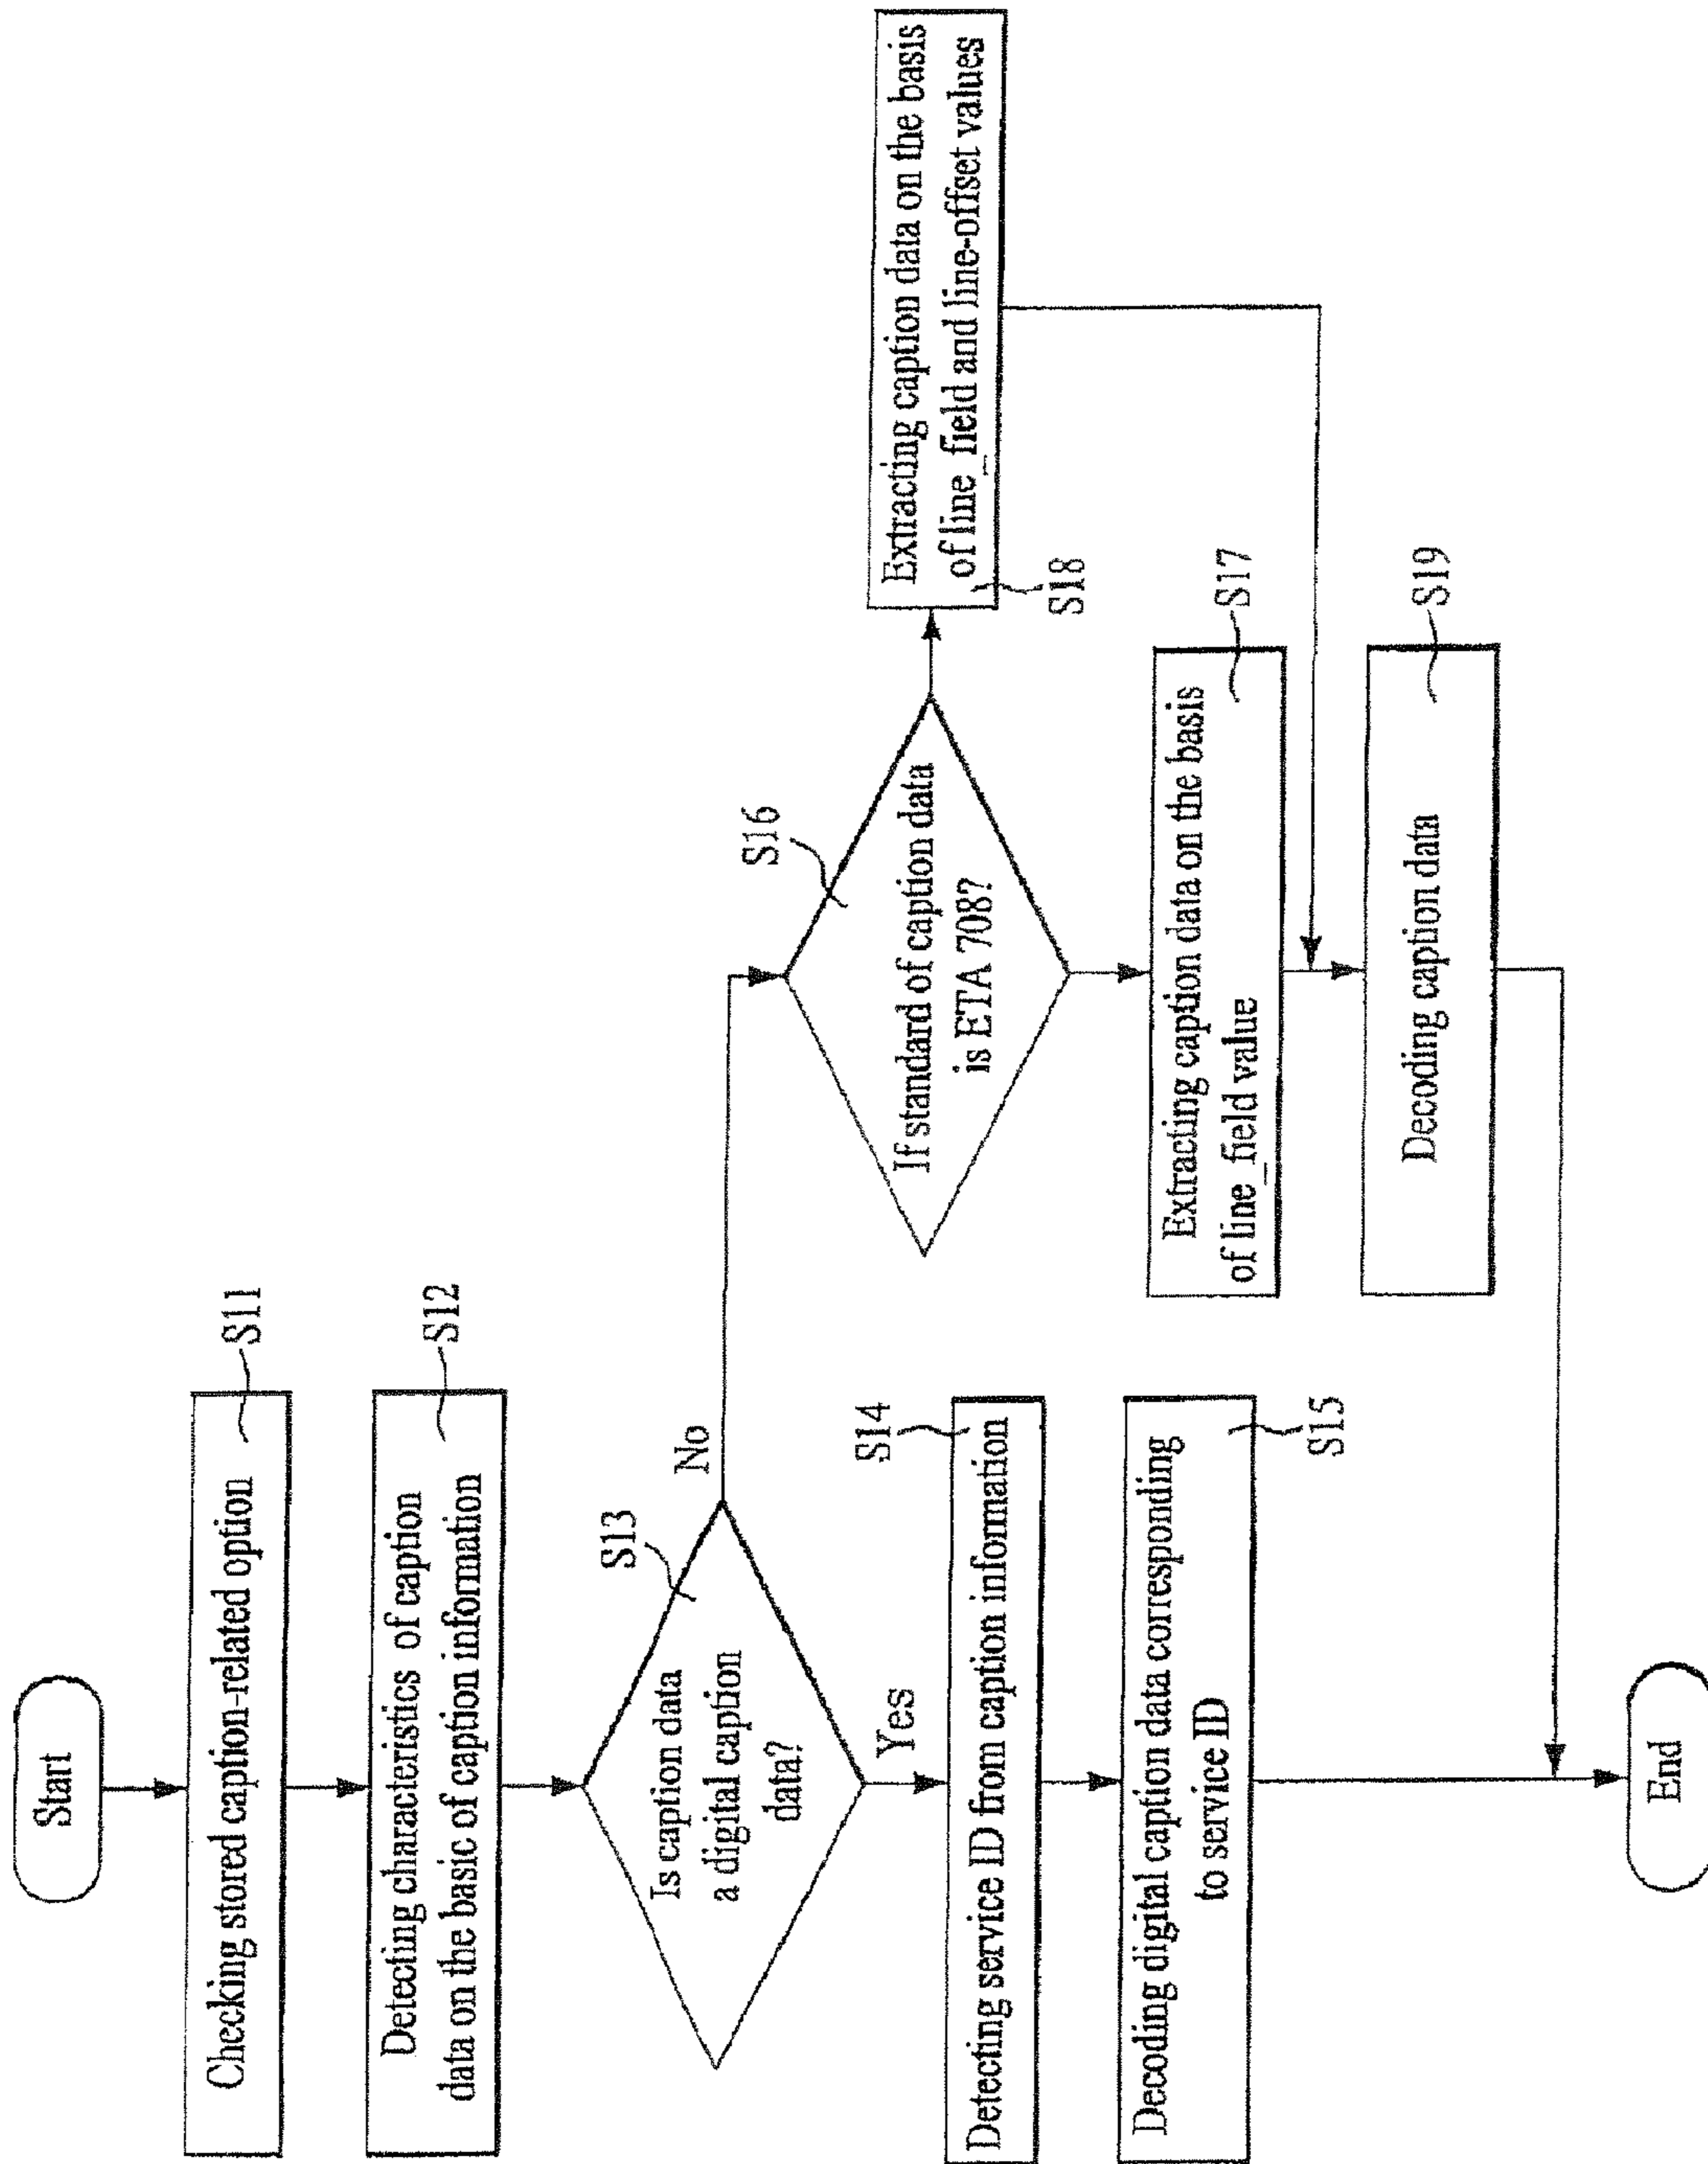 Start
Checking stored caption-related option
S11
Detecting characteristics of caption
data on the basic of caption information
S12
Is caption data
a digital caption
data?
S13
No
Yes
Detecting service ID from caption information
S14
Decoding digital caption data corresponding
to service ID
S15
If standard of caption data
is ETA 708?
S16
Extracting caption data on the basis
of line_field and line-offset values
S18
Extracting caption data on the basis
of line_field value
S17
Decoding caption data
S19
End